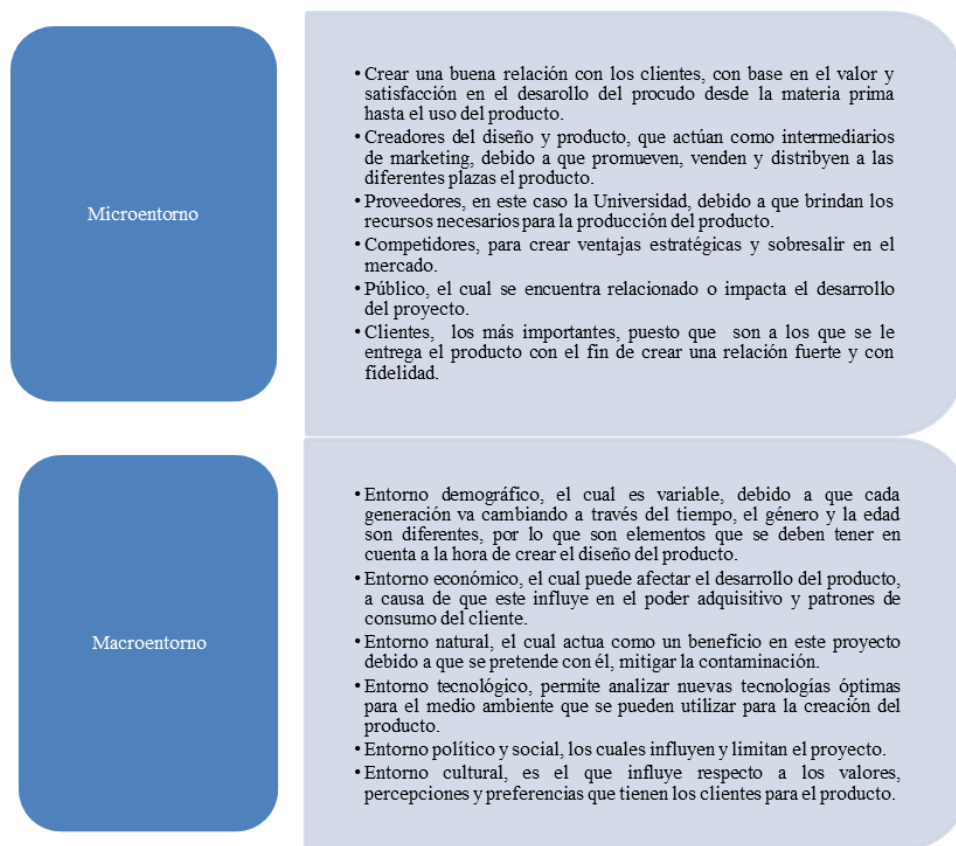 Microentorno
• Crear una buena relación con los clientes, con base en el valor y
satisfacción en el desarollo del procudo desde la materia prima
hasta el uso del producto.
• Creadores del diseño y producto, que actúan como intermediarios
de marketing, debido a que promueven, venden y distribyen a las
diferentes plazas el producto.
• Proveedores, en este caso la Universidad, debido a que brindan los
recursos necesarios para la producción del producto.
• Competidores, para crear ventajas estratégicas y sobresalir en el
mercado.
• Público, el cual se encuentra relacionado o impacta el desarrollo
del proyecto.
• Clientes, los más importantes, puesto que son a los que se le
entrega el producto con el fin de crear una relación fuerte y con
fidelidad.
Macroentorno
• Entorno demográfico, el cual es variable, debido a que cada
generación va cambiando a través del tiempo, el género y la edad
son diferentes, por lo que son elementos que se deben tener en
cuenta a la hora de crear el diseño del producto.
• Entorno económico, el cual puede afectar el desarrollo del producto,
a causa de que este influye en el poder adquisitivo y patrones de
consumo del cliente.
• Entorno natural, el cual actua como un beneficio en este proyecto
debido a que se pretende con él, mitigar la contaminación.
• Entorno tecnológico, permite analizar nuevas tecnologías óptimas
para el medio ambiente que se pueden utilizar para la creación del
producto.
• Entorno político y social, los cuales influyen y limitan el proyecto.
• Entorno cultural, es el que influye respecto a los valores,
percepciones y preferencias que tienen los clientes para el producto.